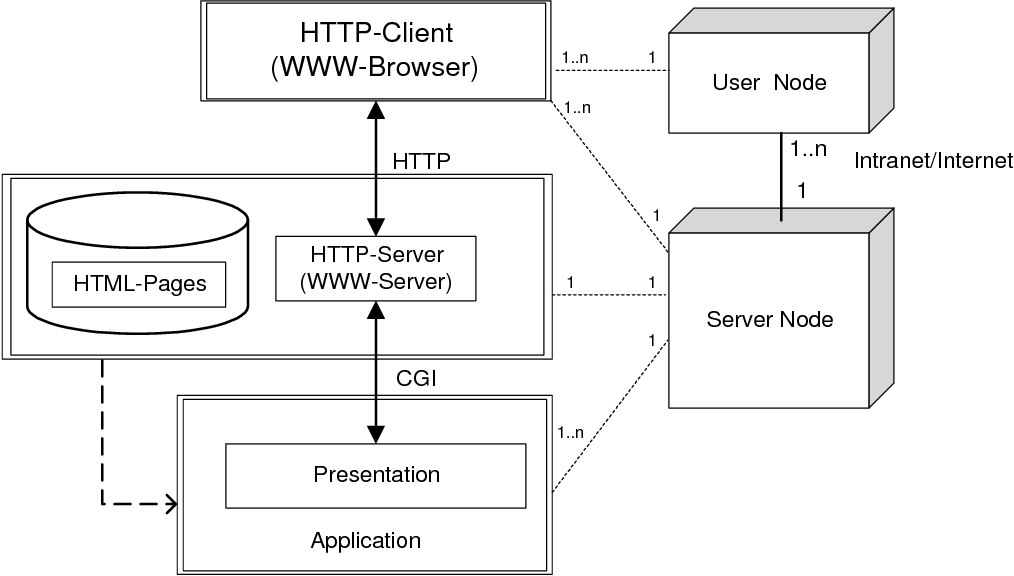 HTTP-Client
(WWW-Browser)
1..n
1
User Node
1..n
HTTP
1..n
Intranet/Internet
1
1
HTML-Pages
HTTP-Server
(WWW-Server)
1
1
Server Node
1
CGI
1..n
Presentation
Application